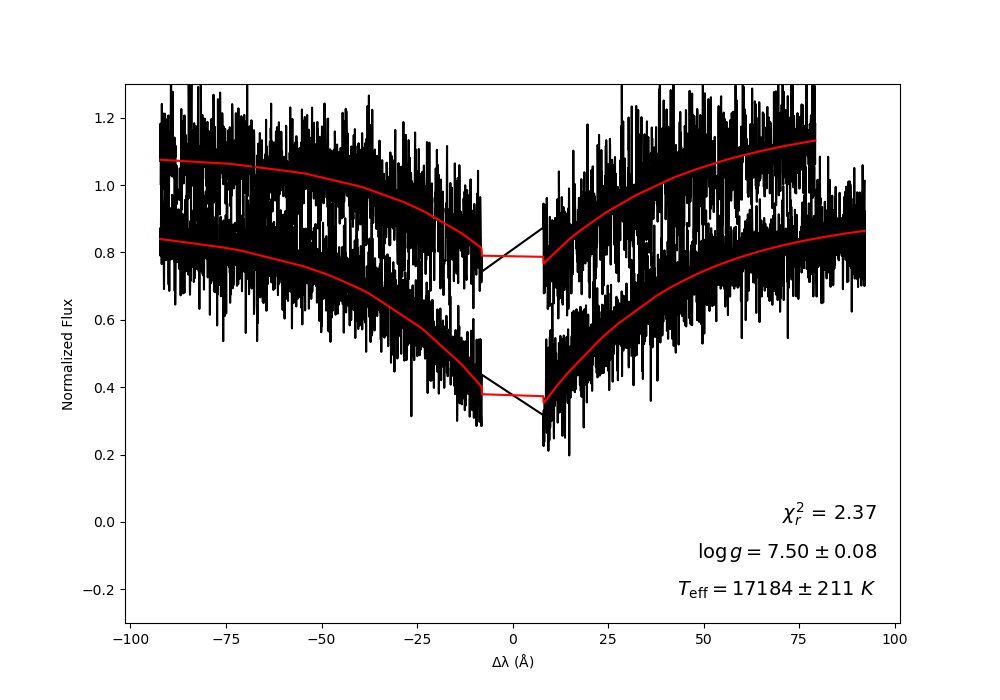 1.2
1.0
0.8
0.6
0.4
0.2
0.0
−0.2
Normalized Flux
χ²ᵣ = 2.37
log g = 7.50 ± 0.08
T_eff = 17184 ± 211 K
−100 −75 −50 −25 0 25 50 75 100
Δλ (Å)